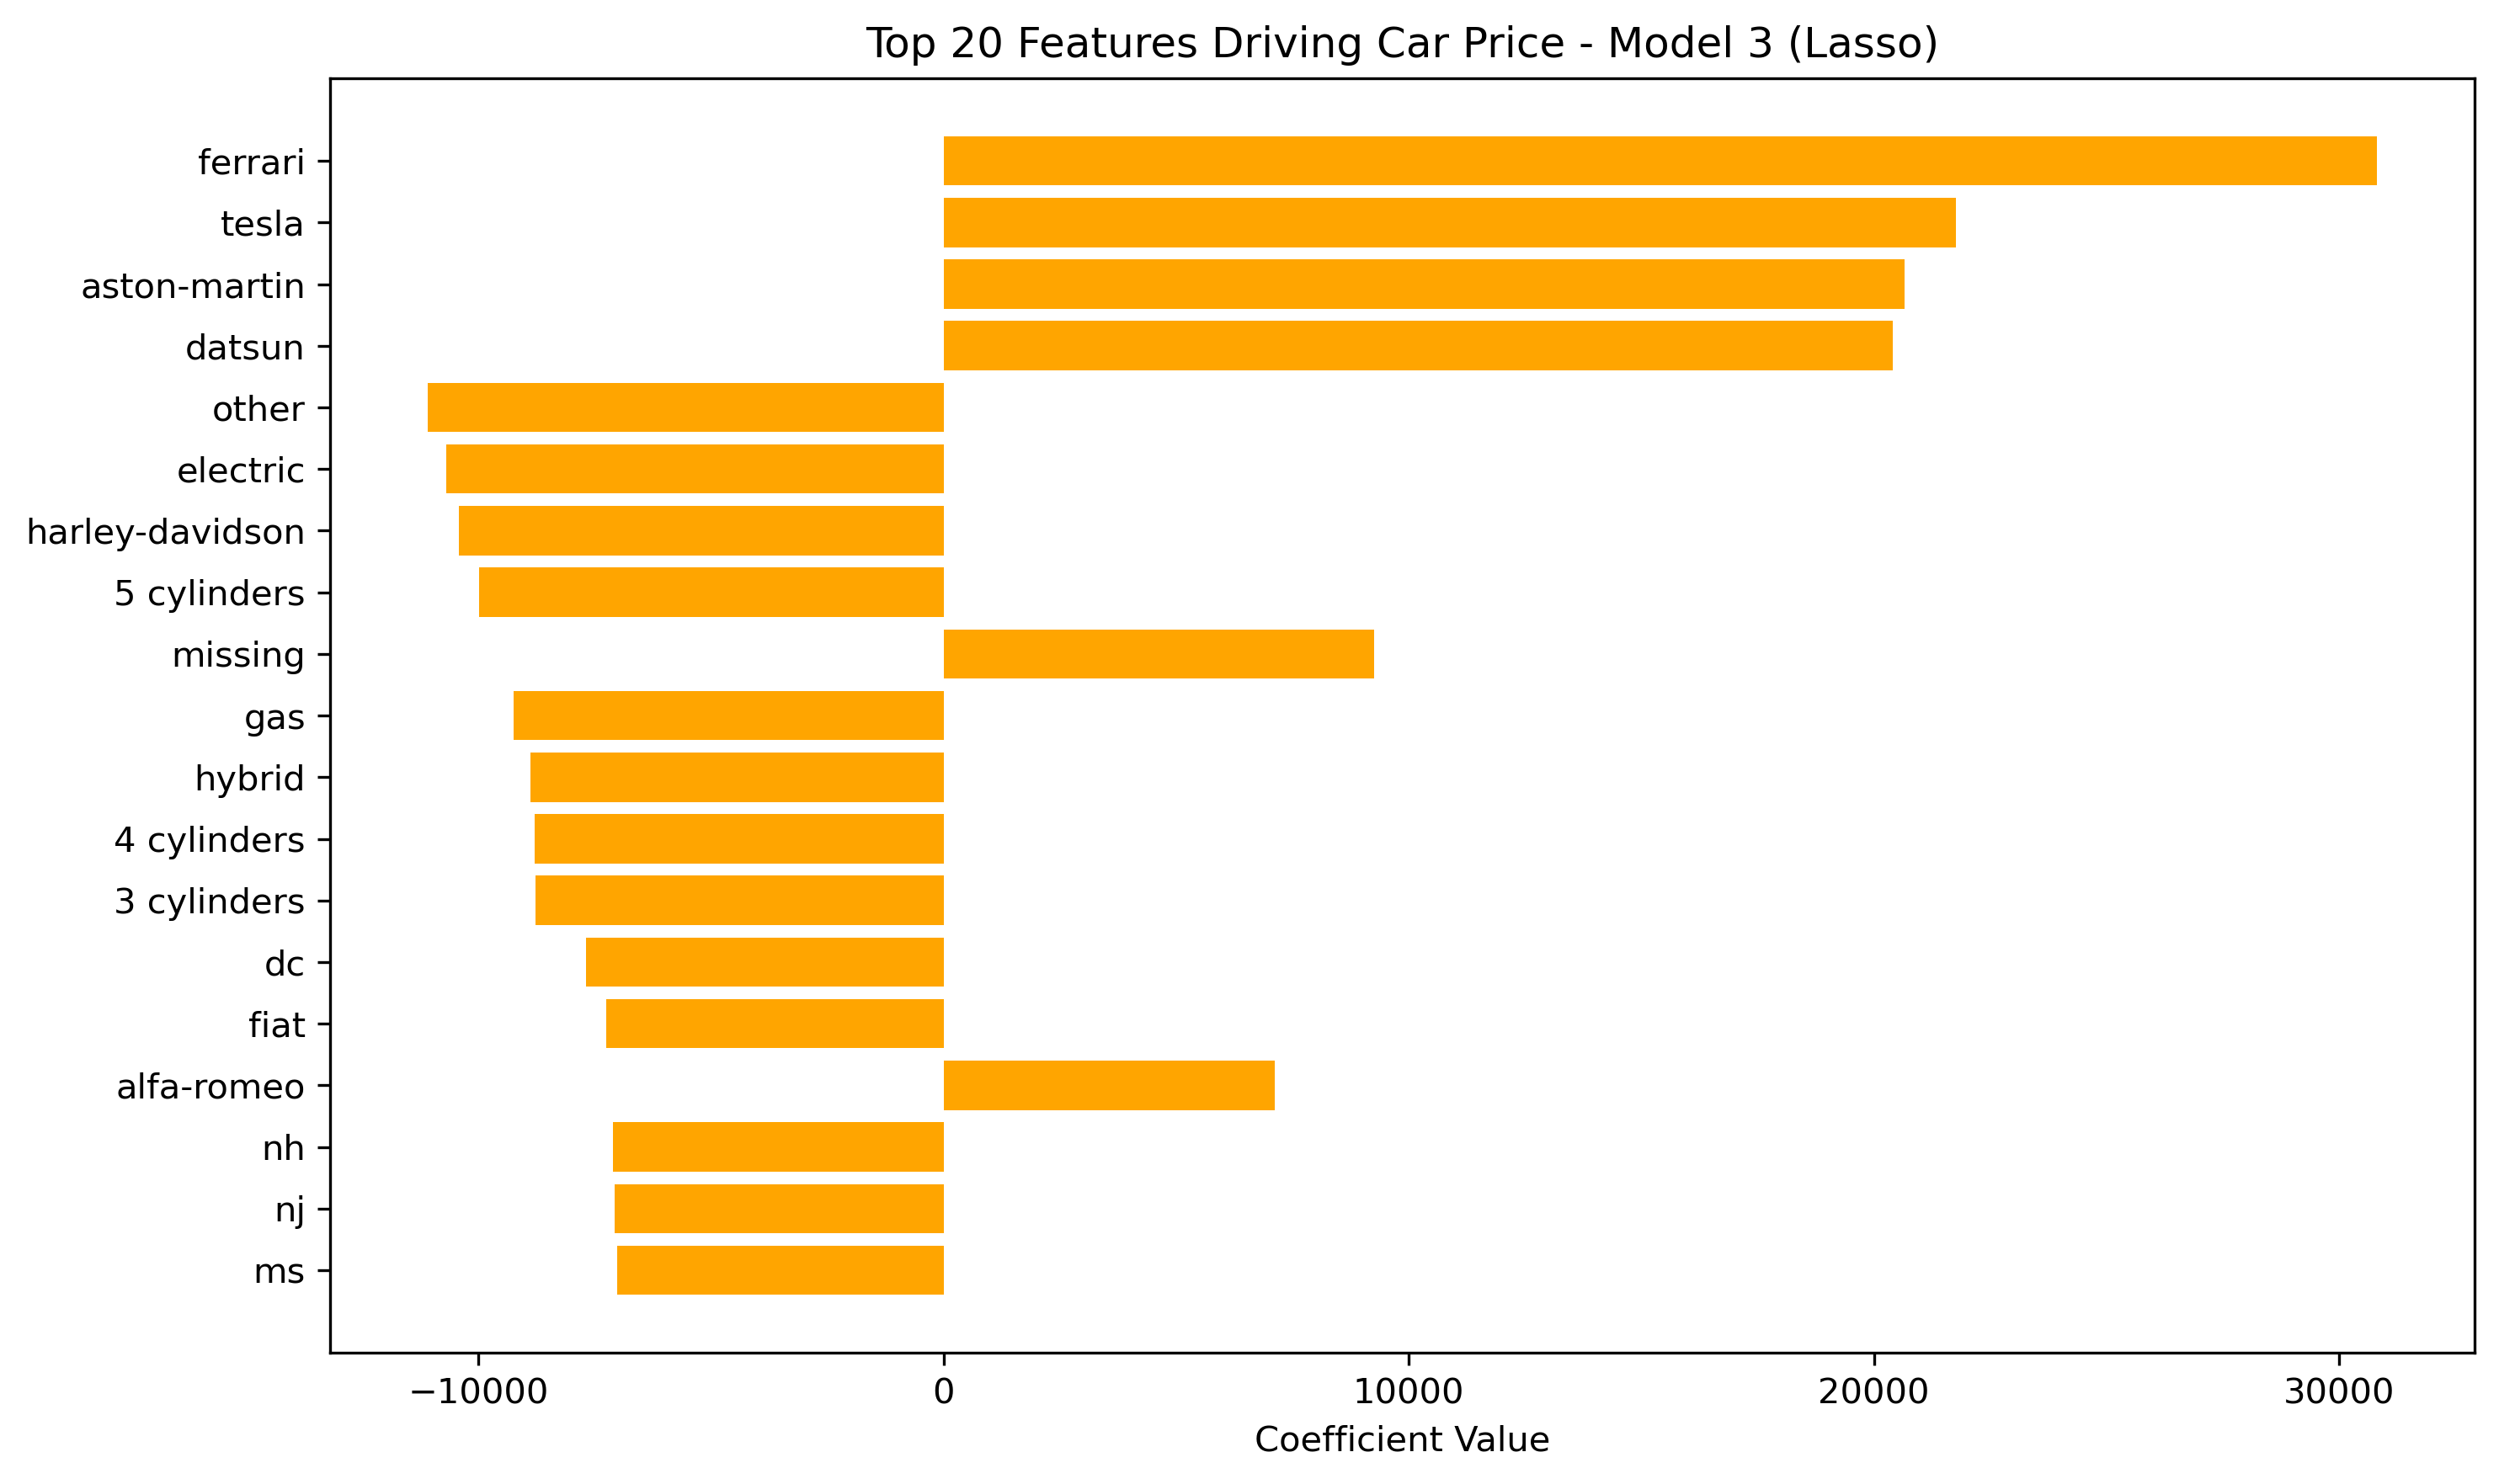 Top 20 Features Driving Car Price - Model 3 (Lasso)
ferrari
tesla
aston-martin
datsun
other
electric
harley-davidson
5 cylinders
missing
gas
hybrid
4 cylinders
3 cylinders
dc
fiat
alfa-romeo
nh
nj
ms
−10000 0 10000 20000 30000
Coefficient Value